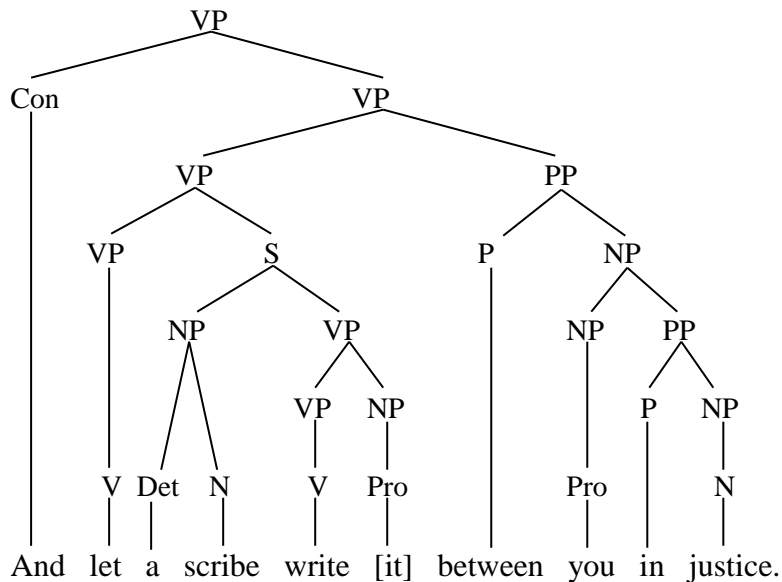 VP
Con VP
VP PP
VP S P NP
NP VP NP PP
VP NP P NP
V Det N V Pro Pro N
And let a scribe write [it] between you in justice.